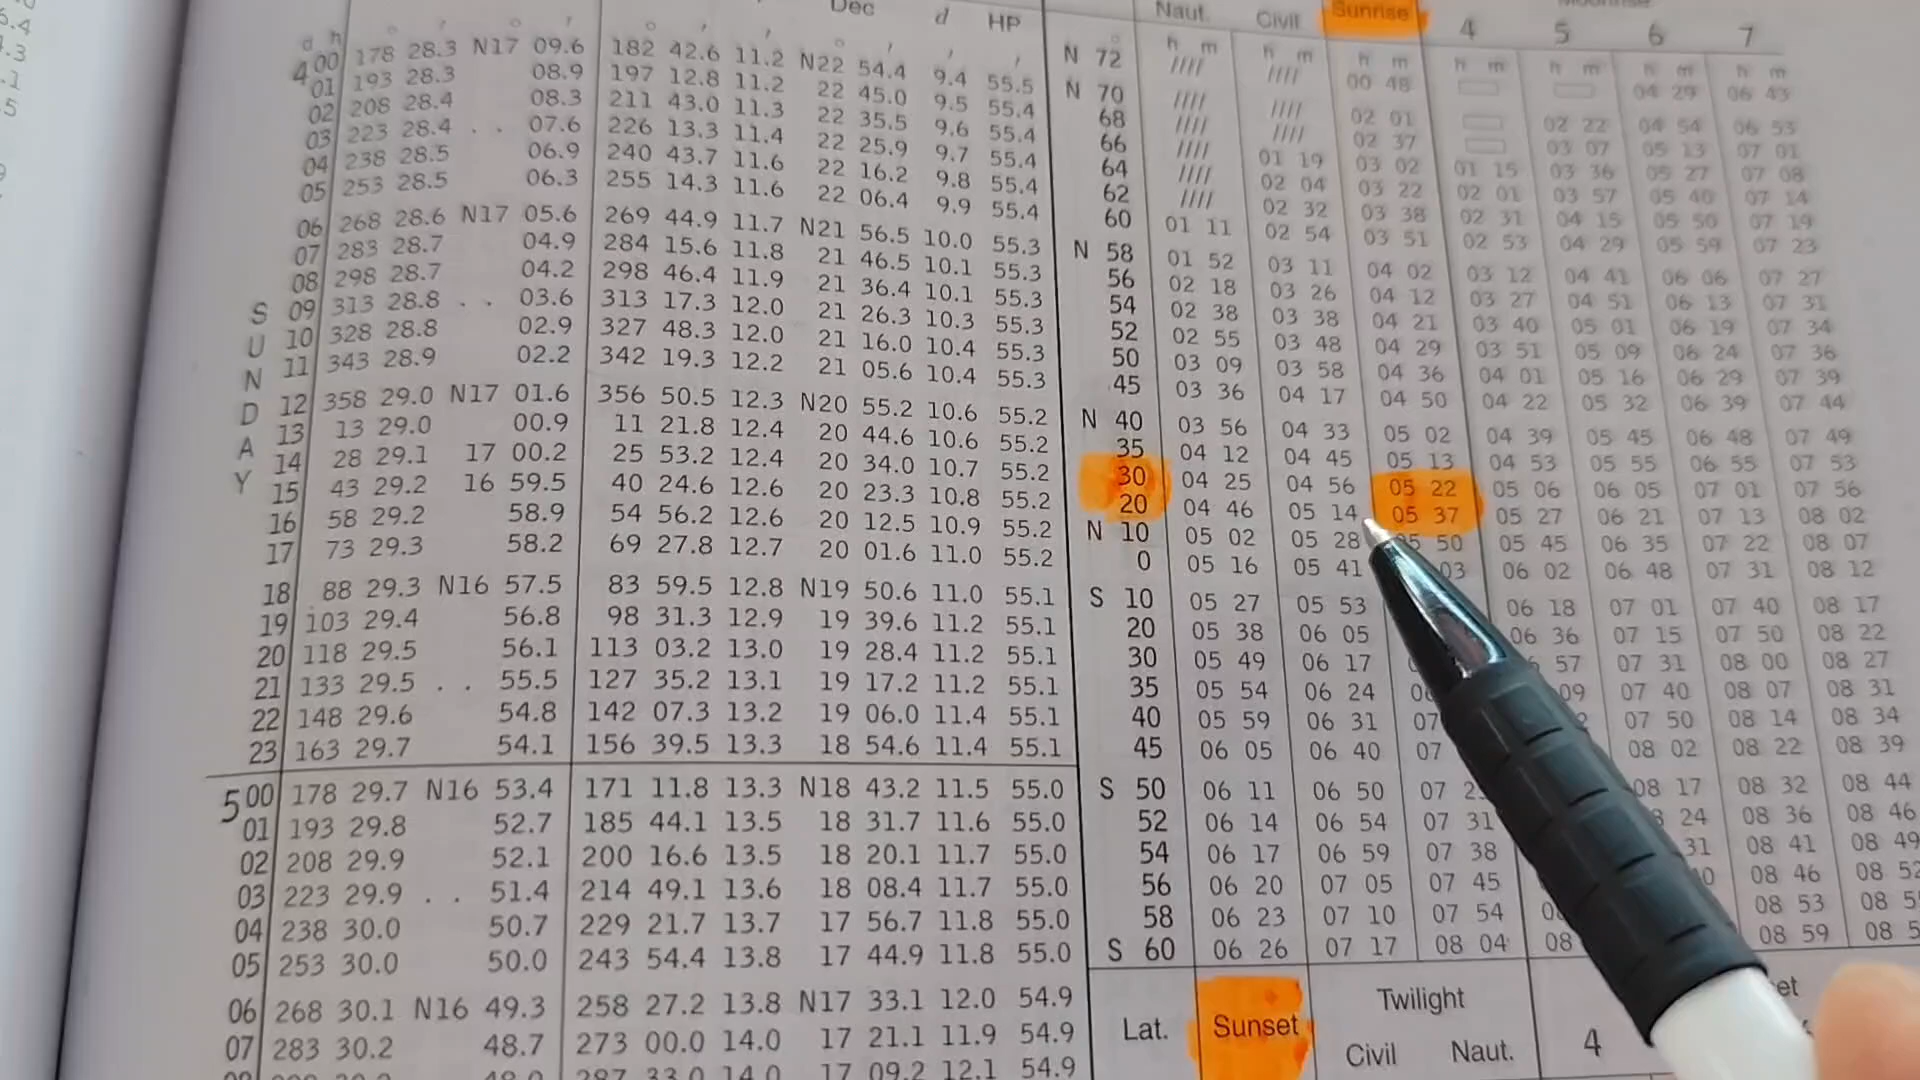 Dec d HP
d h ° ′ ° ′ ° ′ ′ ° ′ ′ ′
4 00 178 28.3 N17 09.6 182 42.6 11.2 N22 54.4 9.4 55.5
01 193 28.3 08.9 197 12.8 11.2 22 45.0 9.5 55.4
02 208 28.4 08.3 211 43.0 11.3 22 35.5 9.6 55.4
03 223 28.4 . . 07.6 226 13.3 11.4 22 25.9 9.7 55.4
04 238 28.5 06.9 240 43.7 11.6 22 16.2 9.8 55.4
05 253 28.5 06.3 255 14.3 11.6 22 06.4 9.9 55.4
06 268 28.6 N17 05.6 269 44.9 11.7 N21 56.5 10.0 55.3
07 283 28.7 04.9 284 15.6 11.8 21 46.5 10.1 55.3
08 298 28.7 04.2 298 46.4 11.9 21 36.4 10.1 55.3
S 09 313 28.8 . . 03.6 313 17.3 12.0 21 26.3 10.3 55.3
U 10 328 28.8 02.9 327 48.3 12.0 21 16.0 10.4 55.3
N 11 343 28.9 02.2 342 19.3 12.2 21 05.6 10.4 55.3
D 12 358 29.0 N17 01.6 356 50.5 12.3 N20 55.2 10.6 55.2
A 13 13 29.0 00.9 11 21.8 12.4 20 44.6 10.6 55.2
Y 14 28 29.1 17 00.2 25 53.2 12.4 20 34.0 10.7 55.2
15 43 29.2 16 59.5 40 24.6 12.6 20 23.3 10.8 55.2
16 58 29.2 58.9 54 56.2 12.6 20 12.5 10.9 55.2
17 73 29.3 58.2 69 27.8 12.7 20 01.6 11.0 55.2
18 88 29.3 N16 57.5 83 59.5 12.8 N19 50.6 11.0 55.1
19 103 29.4 56.8 98 31.3 12.9 19 39.6 11.2 55.1
20 118 29.5 56.1 113 03.2 13.0 19 28.4 11.2 55.1
21 133 29.5 . . 55.5 127 35.2 13.1 19 17.2 11.2 55.1
22 148 29.6 54.8 142 07.3 13.2 19 06.0 11.4 55.1
23 163 29.7 54.1 156 39.5 13.3 18 54.6 11.4 55.1
5 00 178 29.7 N16 53.4 171 11.8 13.3 N18 43.2 11.5 55.0
01 193 29.8 52.7 185 44.1 13.5 18 31.7 11.6 55.0
02 208 29.9 52.1 200 16.6 13.5 18 20.1 11.7 55.0
03 223 29.9 . . 51.4 214 49.1 13.6 18 08.4 11.7 55.0
04 238 30.0 50.7 229 21.7 13.7 17 56.7 11.8 55.0
05 253 30.0 50.0 243 54.4 13.8 17 44.9 11.8 55.0
06 268 30.1 N16 49.3 258 27.2 13.8 N17 33.1 12.0 54.9
07 283 30.2 48.7 273 00.0 14.0 17 21.1 11.9 54.9
17 09.2 12.1 54.9
Naut. Civil Sunrise 4 5 6 7
° h m h m h m h m h m h m h m
N 72 //// //// 00 48 04 29 06 43
N 70 //// //// 02 01 02 22 04 54 06 53
68 //// //// 02 37 03 07 05 13 07 01
66 //// 01 19 03 02 01 15 03 36 05 27 07 08
64 //// 02 04 03 22 02 01 03 57 05 40 07 14
62 //// 02 32 03 38 02 31 04 15 05 50 07 19
60 01 11 02 54 03 51 02 53 04 29 05 59 07 23
N 58 01 52 03 11 04 02 03 12 04 41 06 06 07 27
56 02 18 03 26 04 12 03 27 04 51 06 13 07 31
54 02 38 03 38 04 21 03 40 05 01 06 19 07 34
52 02 55 03 48 04 29 03 51 05 09 06 24 07 36
50 03 09 03 58 04 36 04 01 05 16 06 29 07 39
45 03 36 04 17 04 50 04 22 05 32 06 39 07 44
N 40 03 56 04 33 05 02 04 39 05 45 06 48 07 49
35 04 12 04 45 05 13 04 53 05 55 06 55 07 53
30 04 25 04 56 05 22 05 06 06 05 07 01 07 56
20 04 46 05 14 05 37 05 27 06 21 07 13 08 02
N 10 05 02 05 28 05 50 05 45 06 35 07 22 08 07
0 05 16 05 41 03 06 02 06 48 07 31 08 12
S 10 05 27 05 53 06 18 07 01 07 40 08 17
20 05 38 06 05 06 36 07 15 07 50 08 22
30 05 49 06 17 57 07 31 08 00 08 27
35 05 54 06 24 09 07 40 08 07 08 31
40 05 59 06 31 07 07 50 08 14 08 34
45 06 05 06 40 07 08 02 08 22 08 39
S 50 06 11 06 50 07 08 17 08 32 08 44
52 06 14 06 54 07 31 24 08 36 08 46
54 06 17 06 59 07 38 31 08 41 08 49
56 06 20 07 05 07 45 08 46 08
58 06 23 07 10 07 54 08 53 08
S 60 06 26 07 17 08 04 08 08 59 08
Lat. Sunset Twilight
Civil Naut. 4